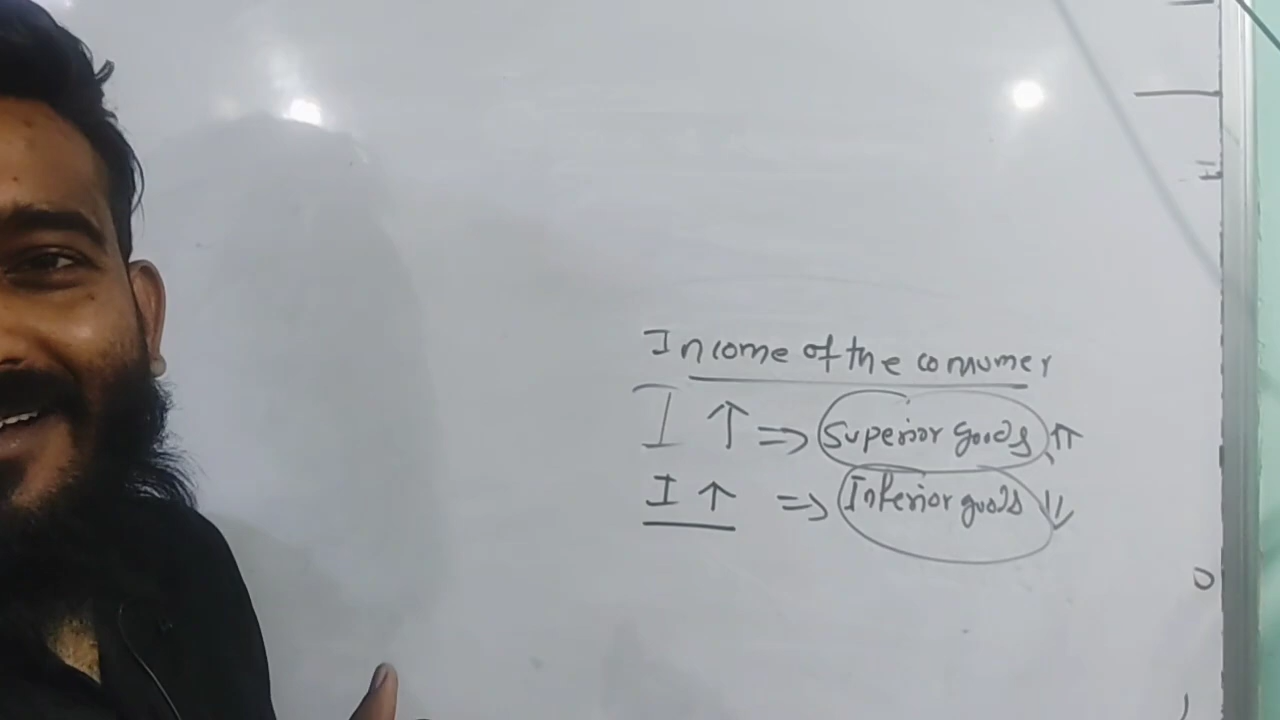 Income of the consumer
I ↑ => Superior goods ↑↑
I ↑ => Inferior goods ↓↓